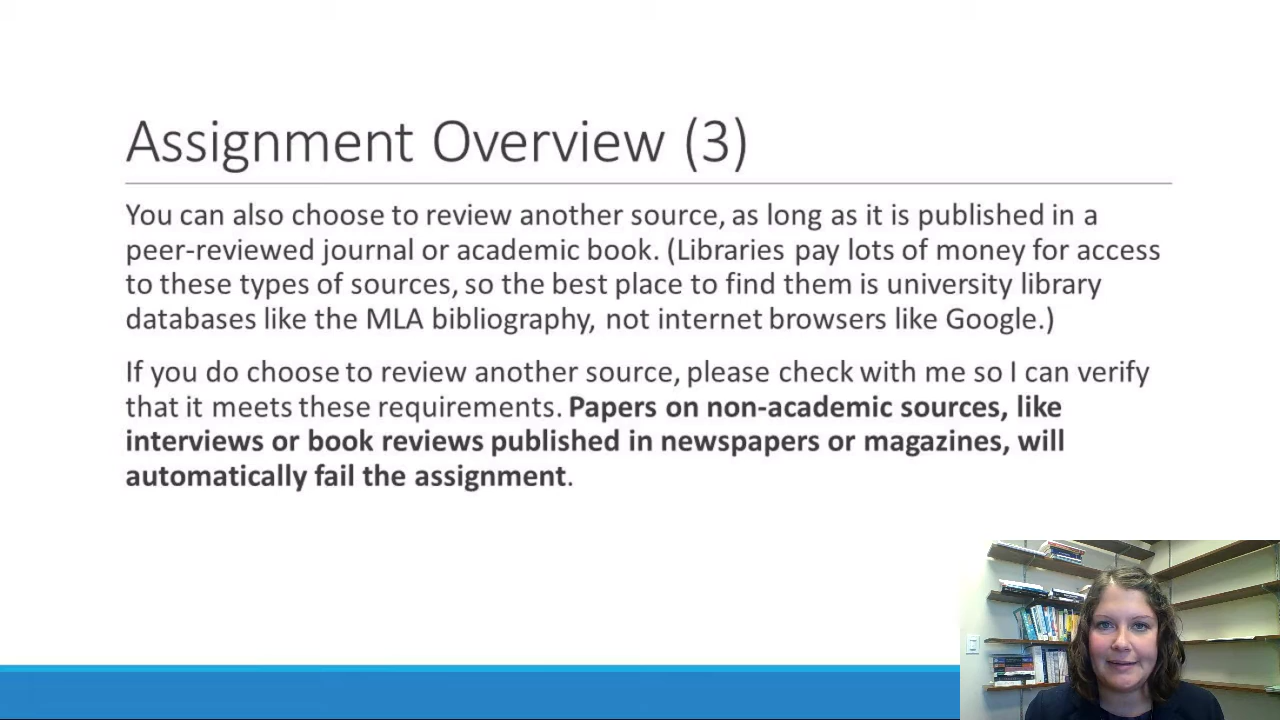 Assignment Overview (3)
You can also choose to review another source, as long as it is published in a
peer-reviewed journal or academic book. (Libraries pay lots of money for access
to these types of sources, so the best place to find them is university library
databases like the MLA bibliography, not internet browsers like Google.)
If you do choose to review another source, please check with me so I can verify
that it meets these requirements. Papers on non-academic sources, like
interviews or book reviews published in newspapers or magazines, will
automatically fail the assignment.